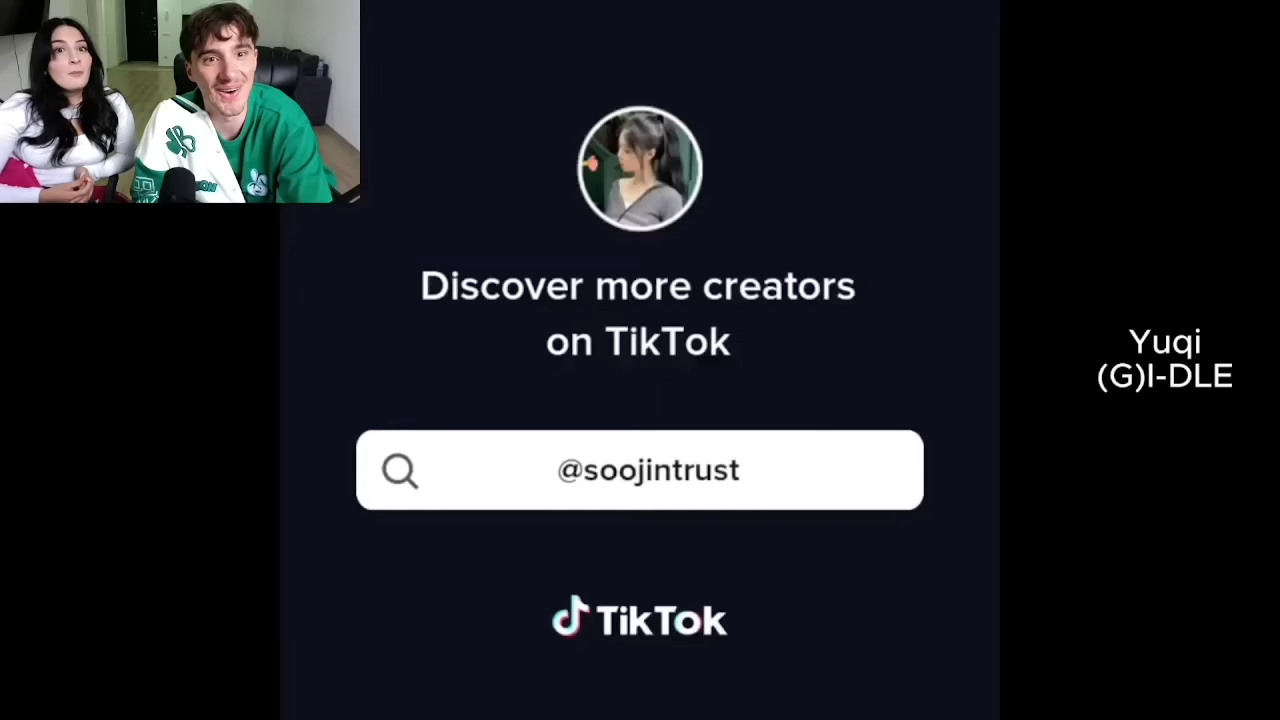 Discover more creators
on TikTok
@soojintrust
TikTok
Yuqi
(G)I-DLE